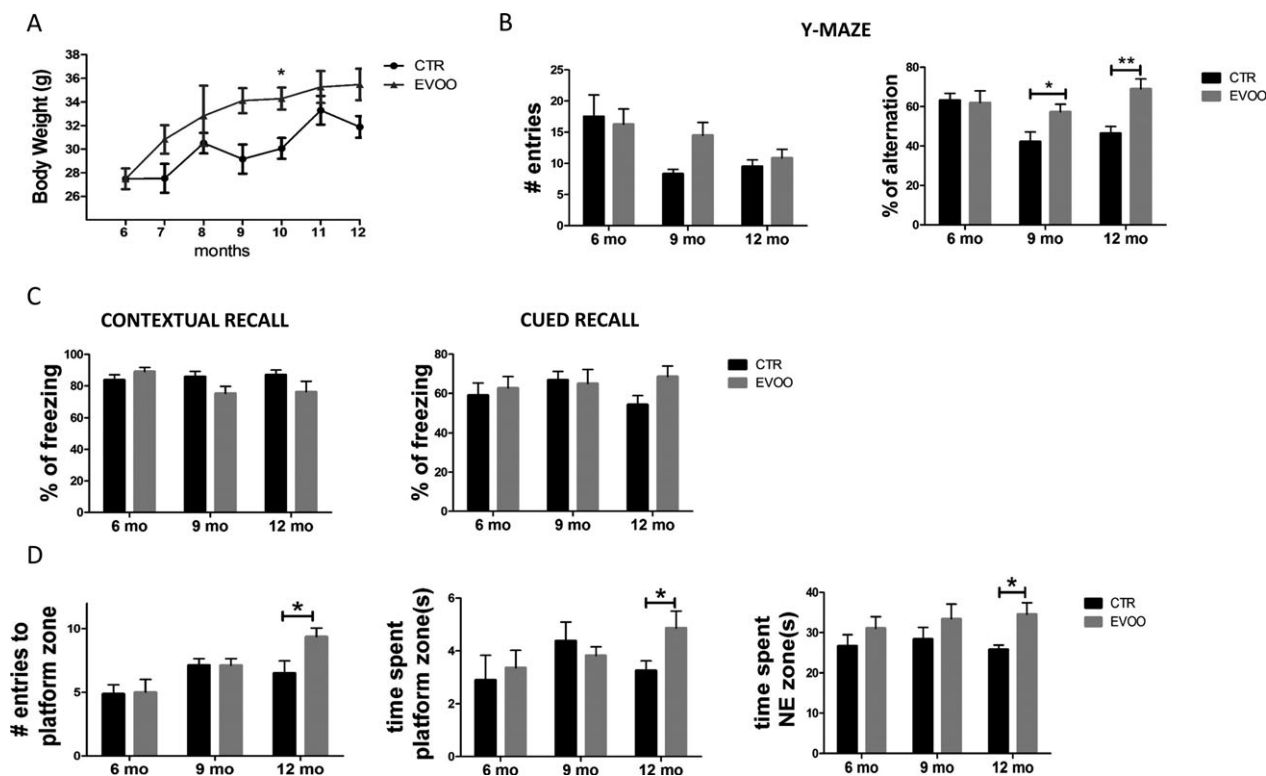 A
Body Weight (g)
38
36
34
32
30
28
26
*
6 7 8 9 10 11 12
months
CTR
EVOO
B
Y-MAZE
# entries
25
20
15
10
5
0
6 mo 9 mo 12 mo
% of alternation
80
60
40
20
0
* **
6 mo 9 mo 12 mo
CTR
EVOO
C
CONTEXTUAL RECALL
% of freezing
100
80
60
40
20
0
6 mo 9 mo 12 mo
CUED RECALL
% of freezing
80
60
40
20
0
6 mo 9 mo 12 mo
CTR
EVOO
D
# entries to
platform zone
10
5
0
*
6 mo 9 mo 12 mo
time spent
platform zone(s)
6
4
2
0
*
6 mo 9 mo 12 mo
time spent
NE zone(s)
40
30
20
10
0
*
6 mo 9 mo 12 mo
CTR
EVOO